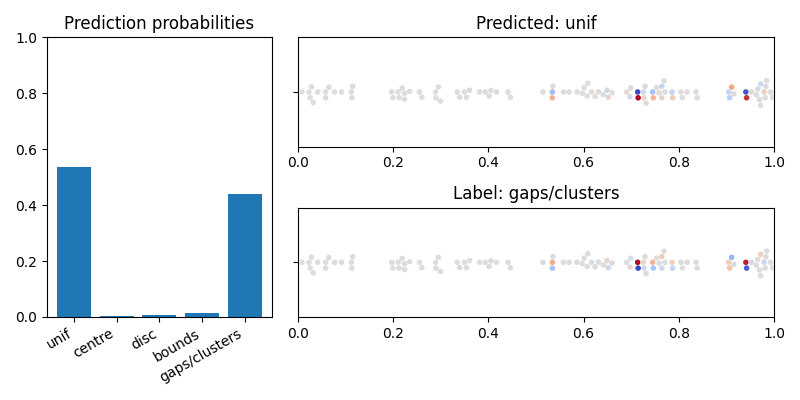 Prediction probabilities
1.0
0.8
0.6
0.4
0.2
0.0
unif
centre
disc
bounds
gaps/clusters
Predicted: unif
0.0 0.2 0.4 0.6 0.8 1.0
Label: gaps/clusters
0.0 0.2 0.4 0.6 0.8 1.0